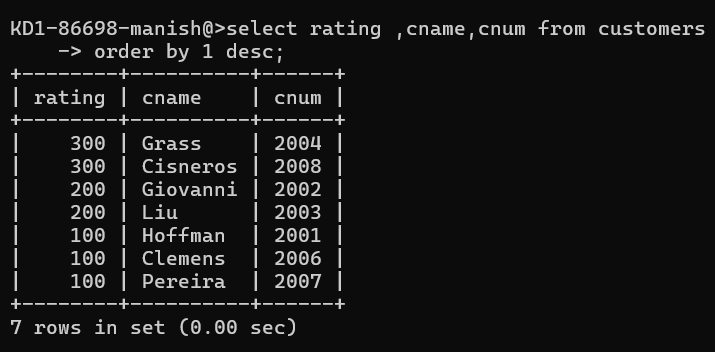 KD1-86698-manish@>select rating ,cname,cnum from customers
    -> order by 1 desc;
+--------+----------+------+
| rating | cname    | cnum |
+--------+----------+------+
|    300 | Grass    | 2004 |
|    300 | Cisneros | 2008 |
|    200 | Giovanni | 2002 |
|    200 | Liu      | 2003 |
|    100 | Hoffman  | 2001 |
|    100 | Clemens  | 2006 |
|    100 | Pereira  | 2007 |
+--------+----------+------+
7 rows in set (0.00 sec)